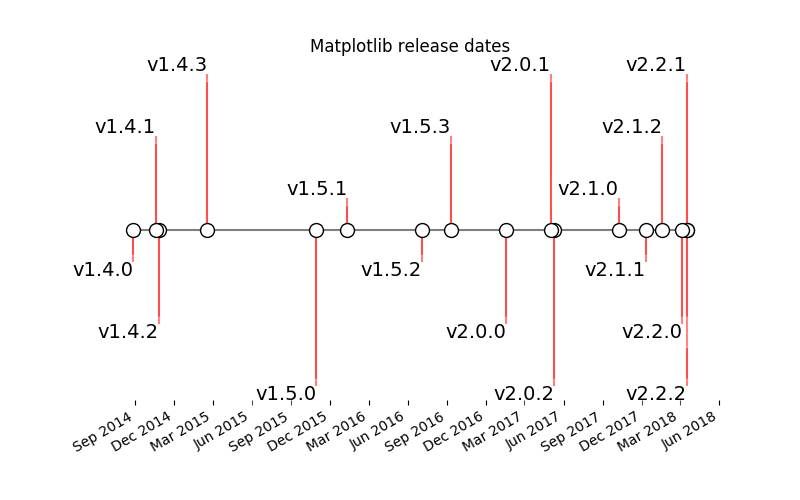 Matplotlib release dates
v1.4.3
v2.0.1
v2.2.1
v1.4.1
v1.5.3
v2.1.2
v1.5.1
v2.1.0
v1.4.0
v1.5.2
v2.1.1
v1.4.2
v2.0.0
v2.2.0
v1.5.0
v2.0.2
v2.2.2
Sep 2014
Dec 2014
Mar 2015
Jun 2015
Sep 2015
Dec 2015
Mar 2016
Jun 2016
Sep 2016
Dec 2016
Mar 2017
Jun 2017
Sep 2017
Dec 2017
Mar 2018
Jun 2018